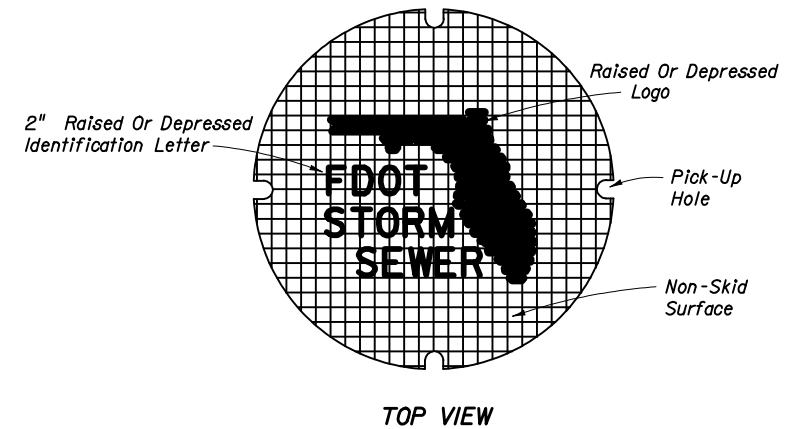 Raised Or Depressed
Logo
2" Raised Or Depressed
Identification Letter
Pick-Up
Hole
FDOT
STORM
SEWER
Non-Skid
Surface
TOP VIEW